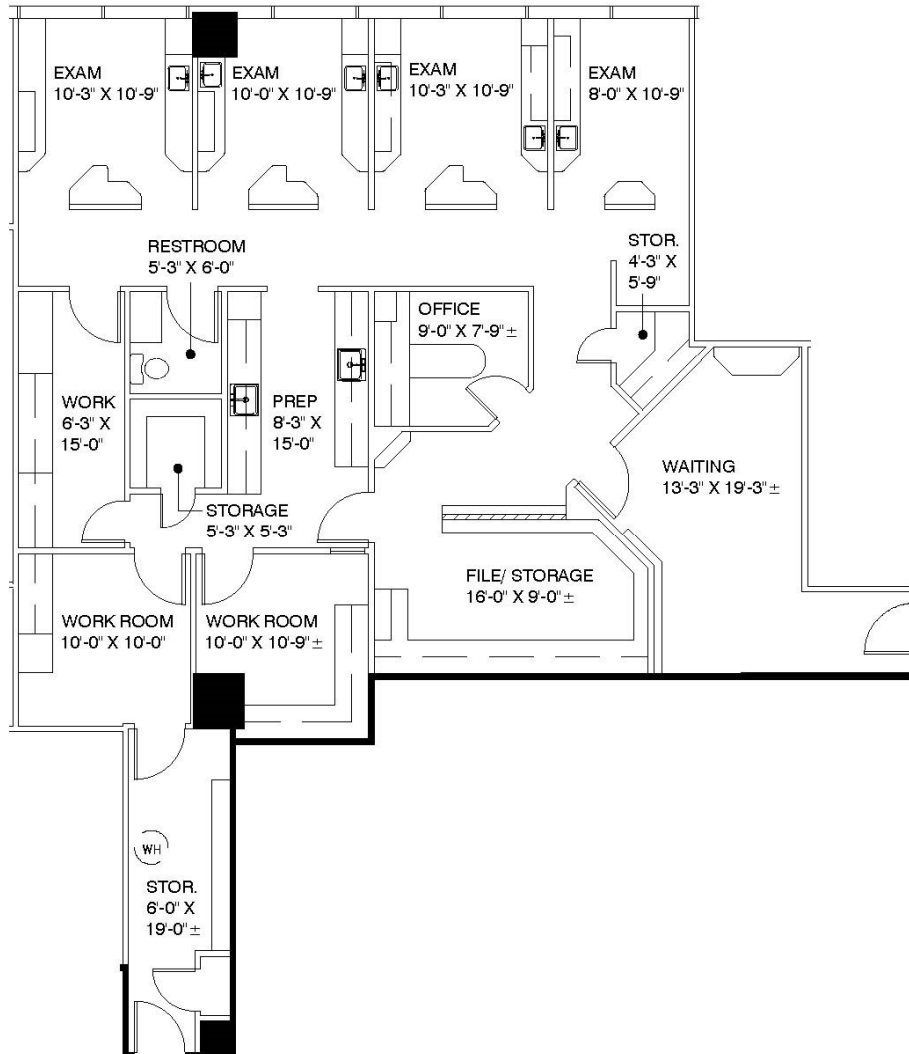 EXAM
10'-3" X 10'-9"
EXAM
10'-0" X 10'-9"
EXAM
10'-3" X 10'-9"
EXAM
8'-0" X 10'-9"
RESTROOM
5'-3" X 6'-0"
STOR.
4'-3" X
5'-9"
OFFICE
9'-0" X 7'-9"±
WORK
6'-3" X
15'-0"
PREP
8'-3" X
15'-0"
WAITING
13'-3" X 19'-3"±
STORAGE
5'-3" X 5'-3"
FILE/ STORAGE
16'-0" X 9'-0"±
WORK ROOM
10'-0" X 10'-0"
WORK ROOM
10'-0" X 10'-9"±
WH
STOR.
6'-0" X
19'-0"±